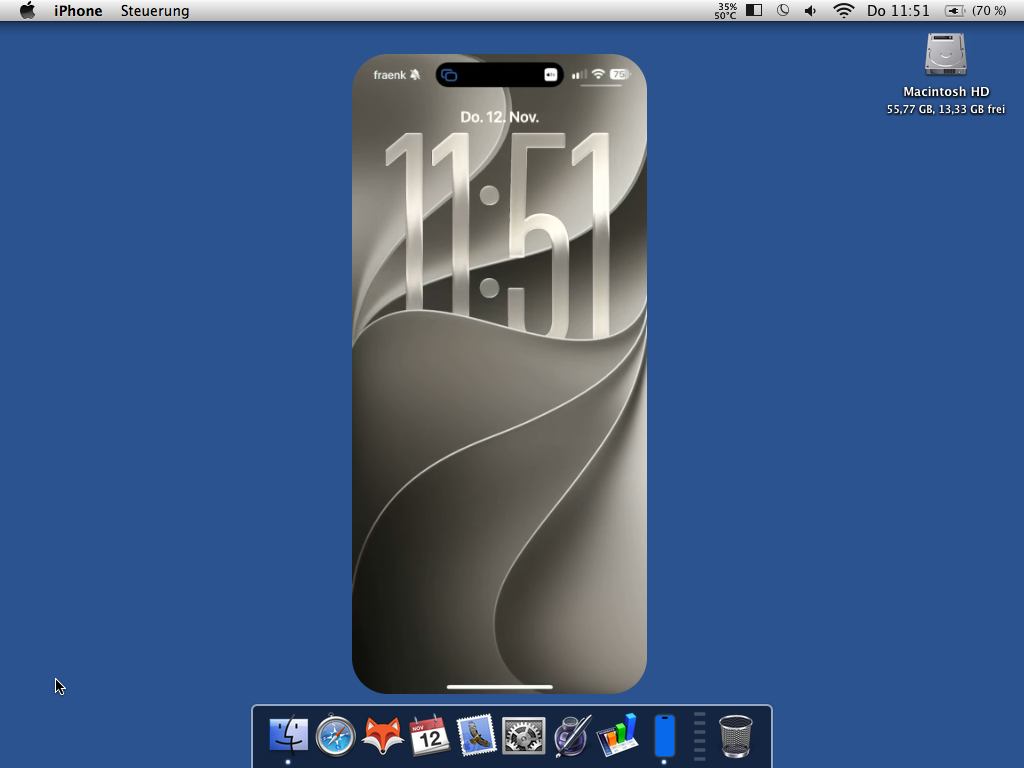 iPhone Steuerung 35% 50°C Do 11:51 (70 %)
fraenk 75
Do. 12. Nov.
11:51
Macintosh HD
55,77 GB, 13,33 GB frei
NOV
12